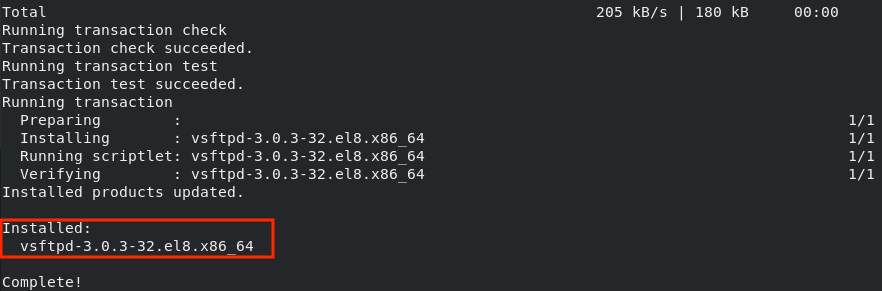 Total 205 kB/s | 180 kB 00:00
Running transaction check
Transaction check succeeded.
Running transaction test
Transaction test succeeded.
Running transaction
Preparing : 1/1
Installing : vsftpd-3.0.3-32.el8.x86_64 1/1
Running scriptlet: vsftpd-3.0.3-32.el8.x86_64 1/1
Verifying : vsftpd-3.0.3-32.el8.x86_64 1/1
Installed products updated.
Installed:
vsftpd-3.0.3-32.el8.x86_64
Complete!